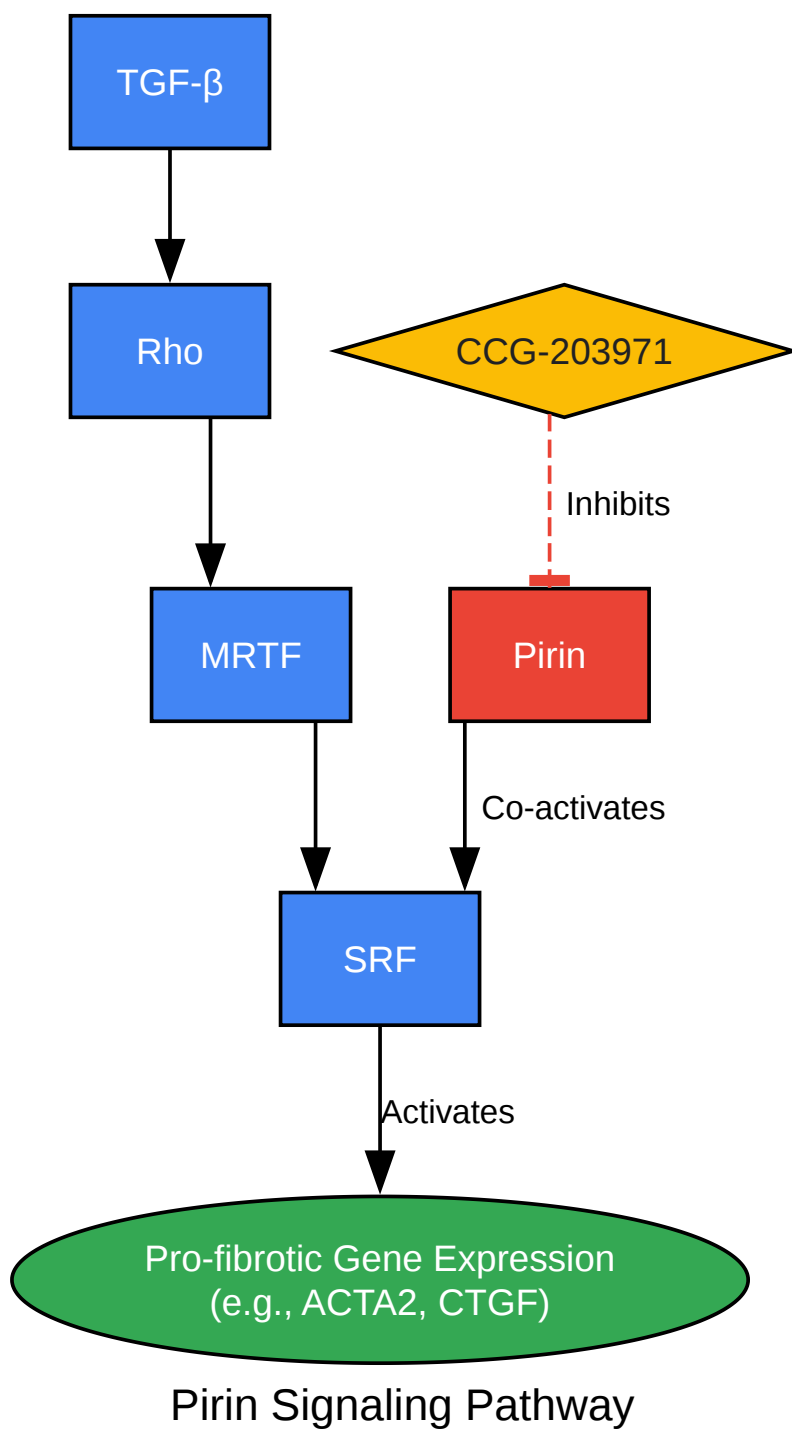 TGF-β
Rho
CCG-203971
Inhibits
MRTF
Pirin
Co-activates
SRF
Activates
Pro-fibrotic Gene Expression
(e.g., ACTA2, CTGF)
Pirin Signaling Pathway